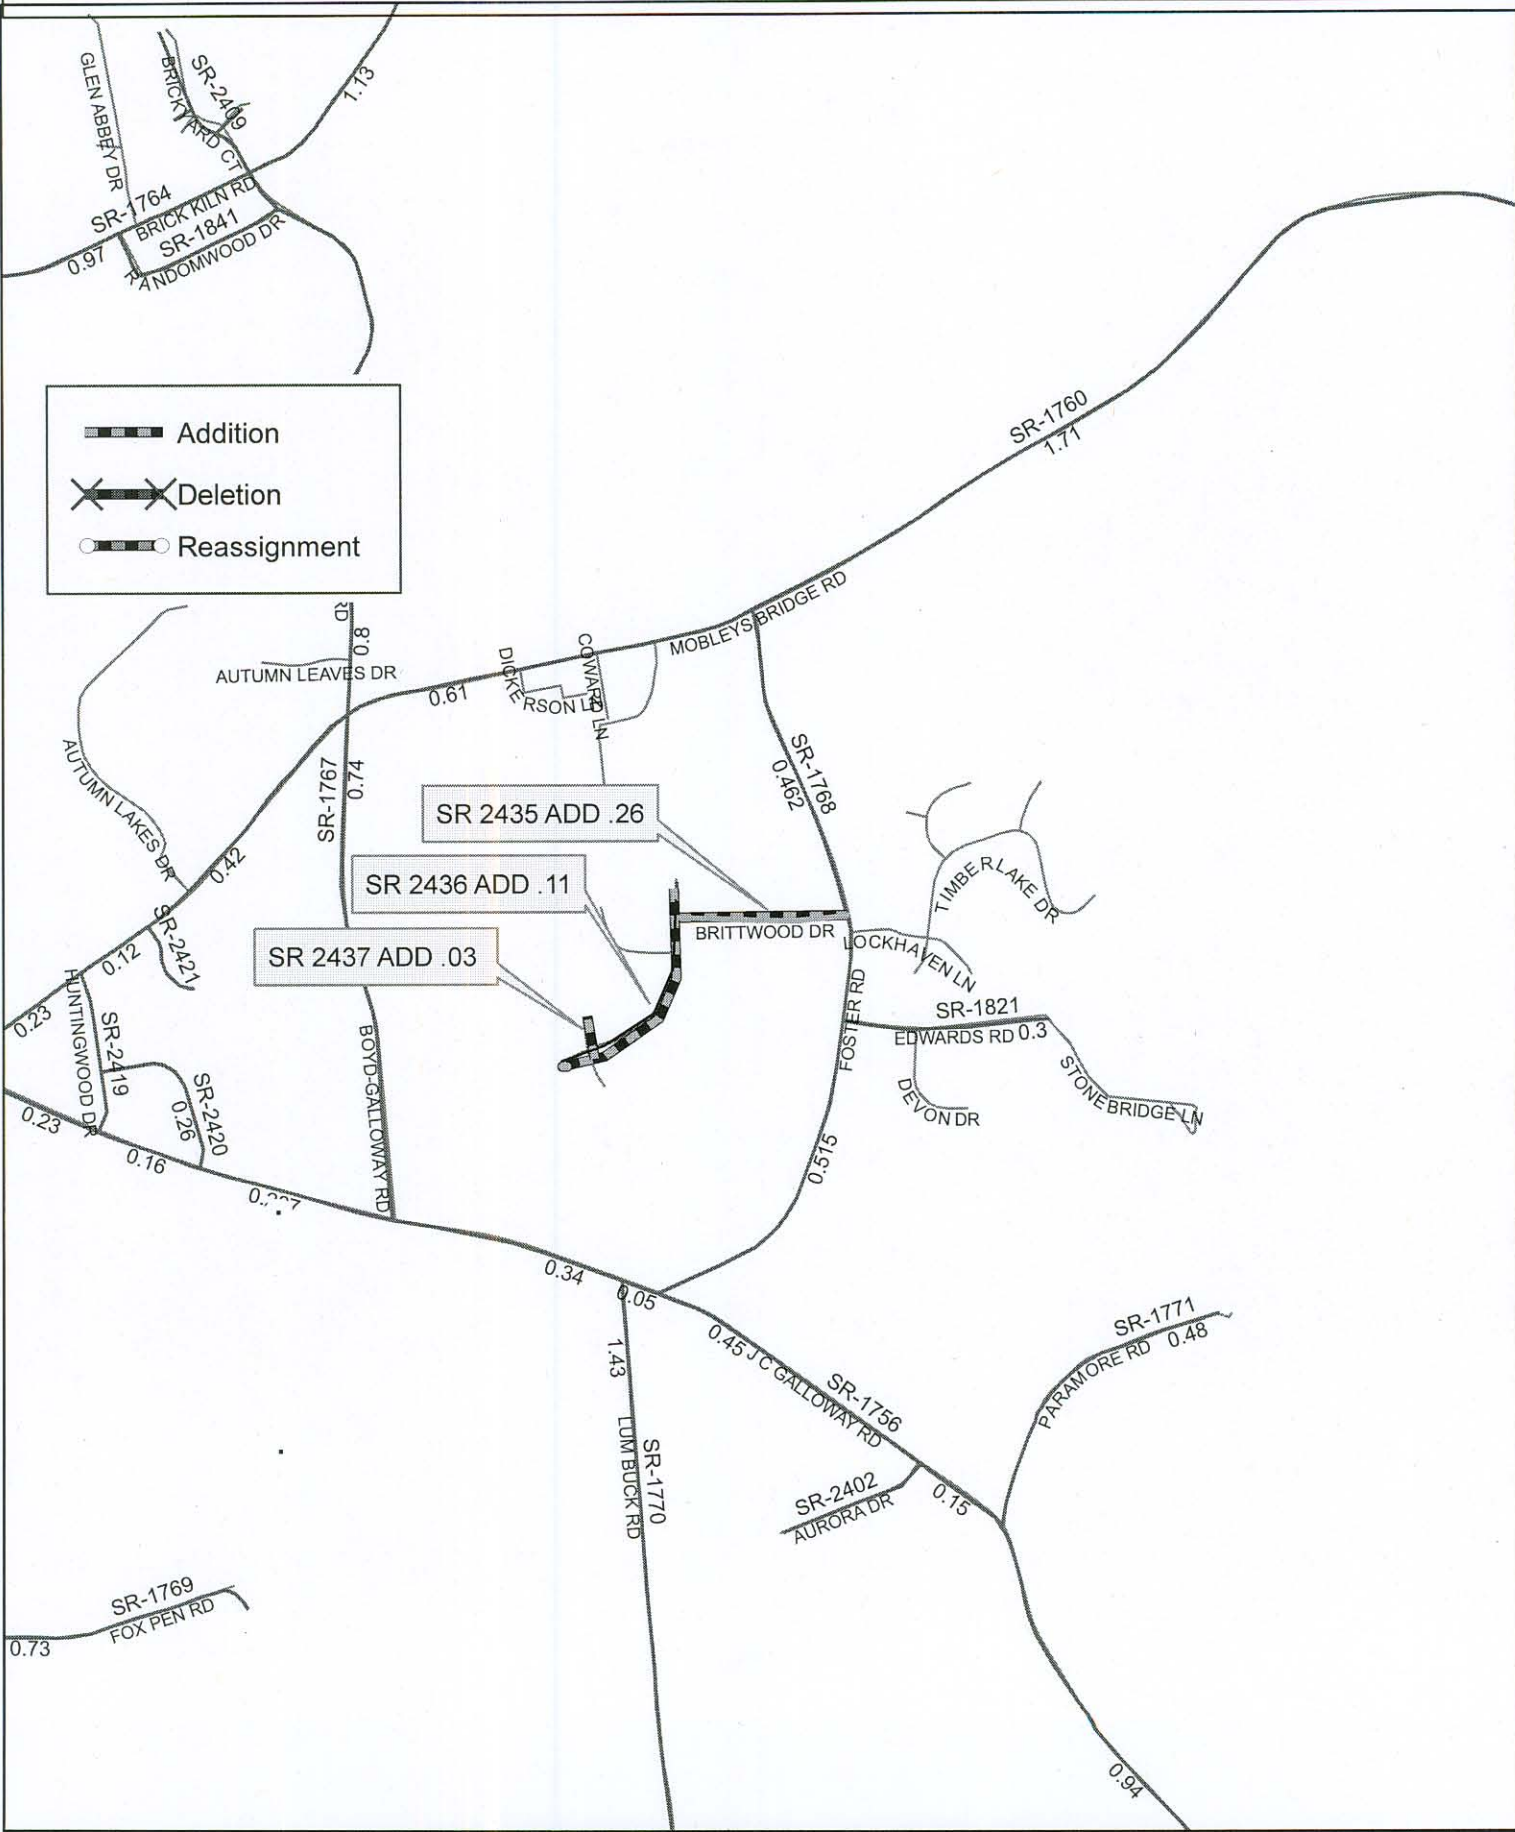 GLEN ABBEY DR
SR-2409
BRICKYARD CT
1.13
SR-1764
BRICK KILN RD
0.97
SR-1841
RANDOMWOOD DR
Addition
Deletion
Reassignment
SR-1760
1.71
RD
0.8
AUTUMN LEAVES DR
0.61
DICKERSON LN
COWARD LN
MOBLEYS BRIDGE RD
AUTUMN LAKES DR
SR-1767
0.74
SR-1768
0.462
SR 2435 ADD .26
0.42
SR 2436 ADD .11
TIMBERLAKE DR
BRITTWOOD DR
LOCKHAVEN LN
SR 2437 ADD .03
SR-2421
0.12
0.23
HUNTINGWOOD DR
SR-2419
FOSTER RD
SR-1821
EDWARDS RD 0.3
BOYD-GALLOWAY RD
DEVON DR
STONEBRIDGE LN
SR-2420
0.26
0.23
0.16
0.515
0.34
0.05
1.43
0.45 J C GALLOWAY RD
SR-1756
SR-1771
PARAMORE RD 0.48
LUM BUCK RD
SR-1770
SR-2402
AURORA DR
0.15
SR-1769
FOX PEN RD
0.73
0.94